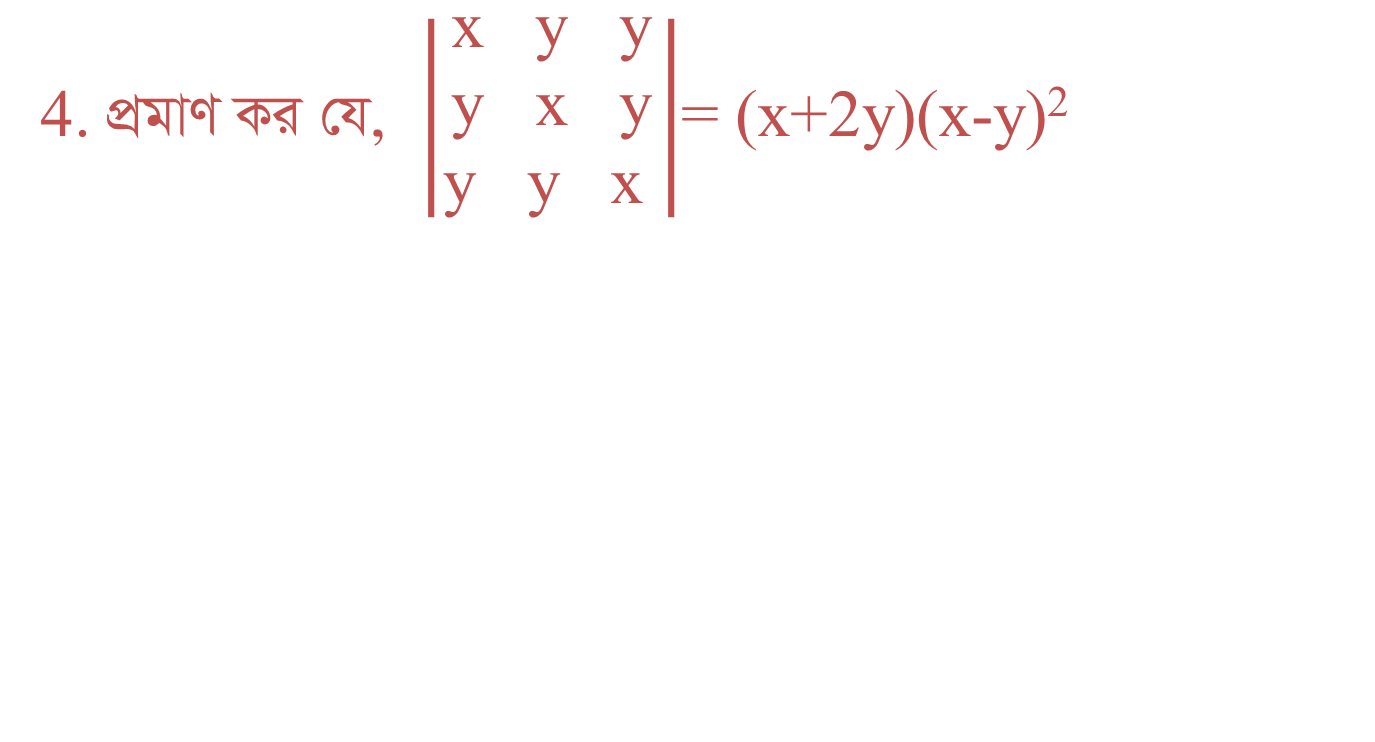 x y y
4. প্রমাণ কর যে, y x y = (x+2y)(x-y)²
y y x